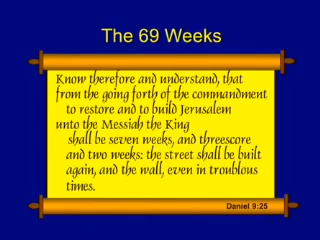 The 69 Weeks
Know therefore and understand, that
from the going forth of the commandment
to restore and to build Jerusalem
unto the Messiah the King
shall be seven weeks, and threescore
and two weeks: the street shall be built
again, and the wall, even in troublous
times.
Daniel 9:25